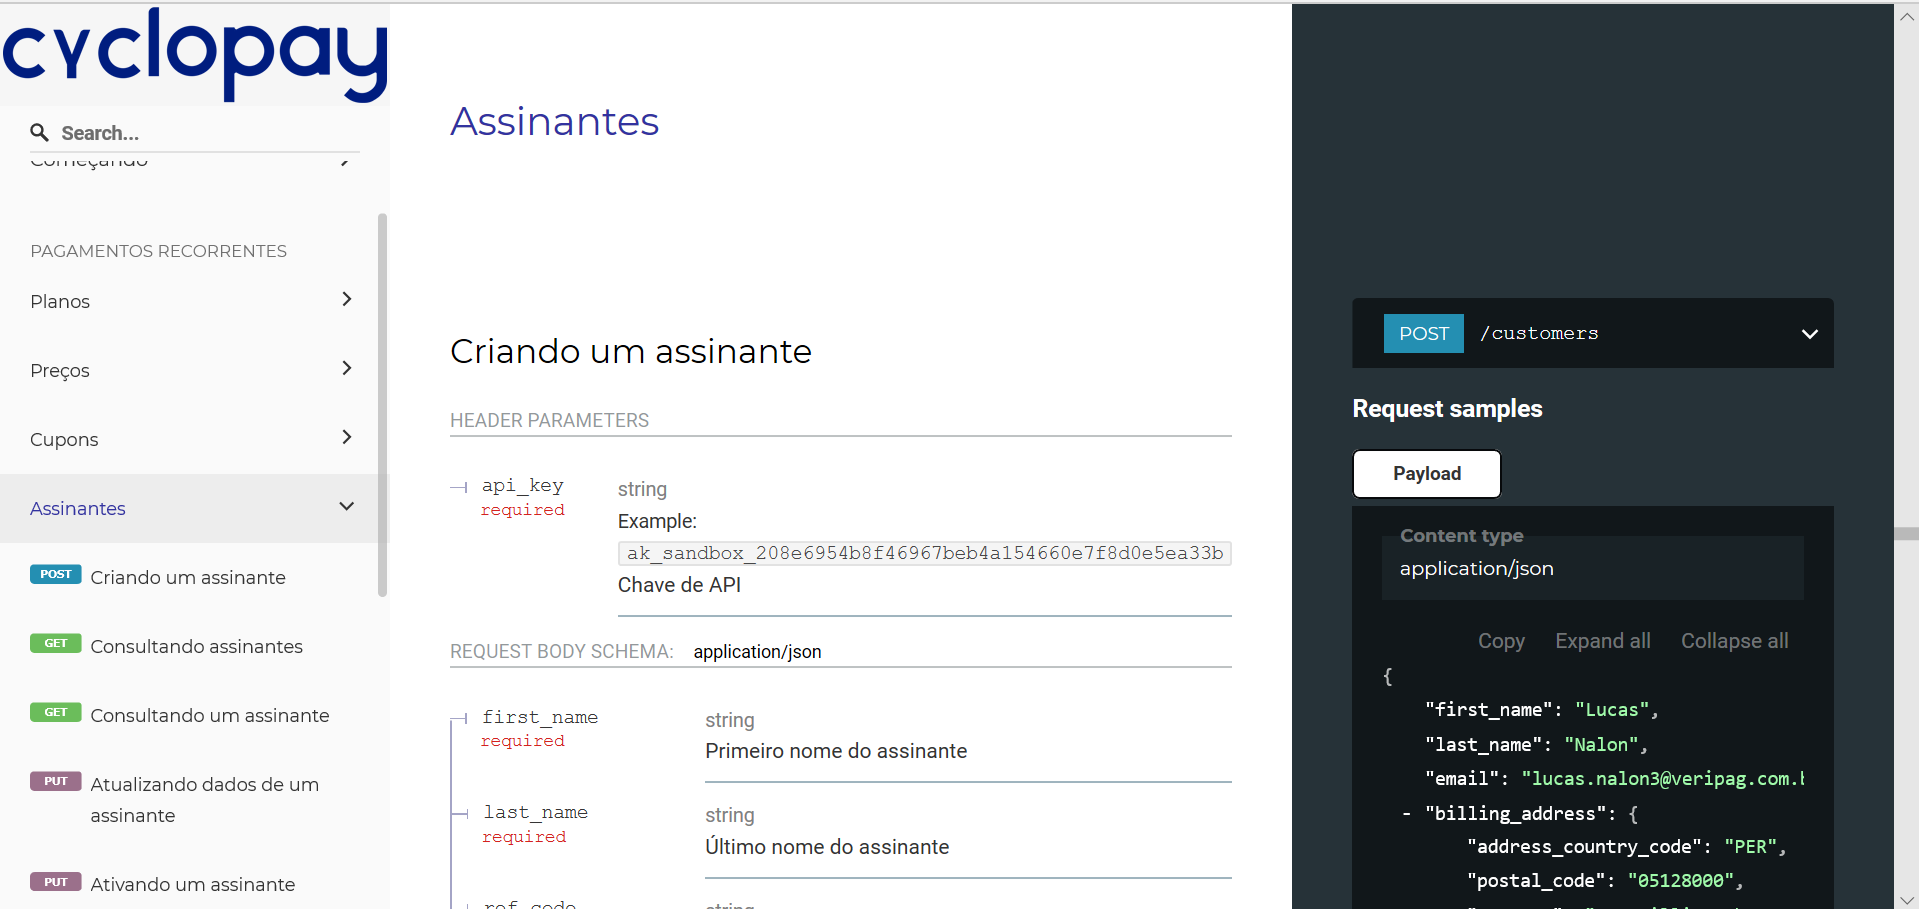 cyclopay
Search...
Começando
PAGAMENTOS RECORRENTES
Planos
Preços
Cupons
Assinantes
POST Criando um assinante
GET Consultando assinantes
GET Consultando um assinante
PUT Atualizando dados de um
assinante
PUT Ativando um assinante
Assinantes
Criando um assinante
HEADER PARAMETERS
api_key
required
string
Example:
ak_sandbox_208e6954b8f46967beb4a154660e7f8d0e5ea33b
Chave de API
REQUEST BODY SCHEMA: application/json
first_name
required
string
Primeiro nome do assinante
last_name
required
string
Último nome do assinante
ref_code
string
POST /customers
Request samples
Payload
Content type
application/json
Copy Expand all Collapse all
{
"first_name": "Lucas",
"last_name": "Nalon",
"email": "lucas.nalon3@veripag.com.b
- "billing_address": {
"address_country_code": "PER",
"postal_code": "05128000",